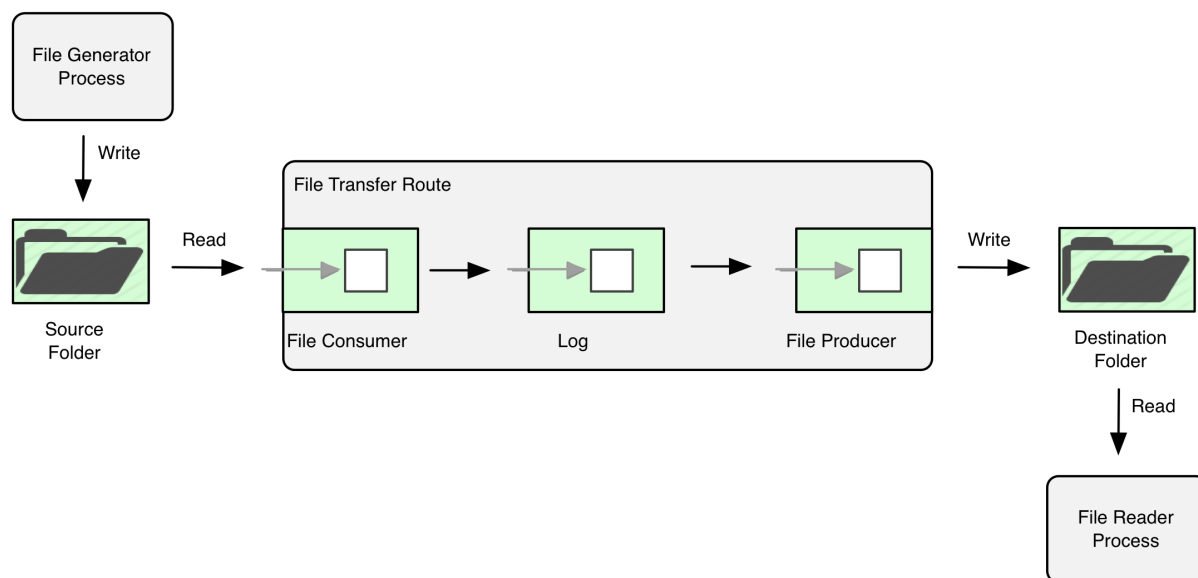 File Generator
Process
Write
File Transfer Route
Read
Write
Source
Folder
File Consumer
Log
File Producer
Destination
Folder
Read
File Reader
Process